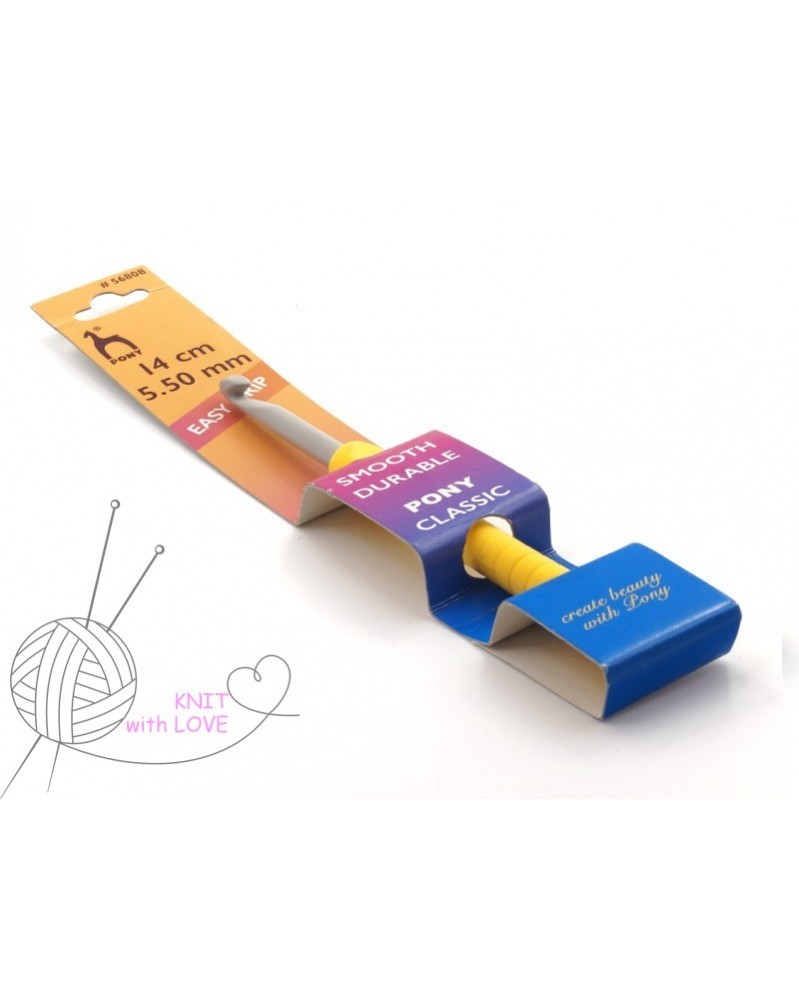 # 56808
PONY
14 cm
5.50 mm
EASY GRIP
SMOOTH
DURABLE
PONY
CLASSIC
create beauty
with Pony
KNIT
with LOVE